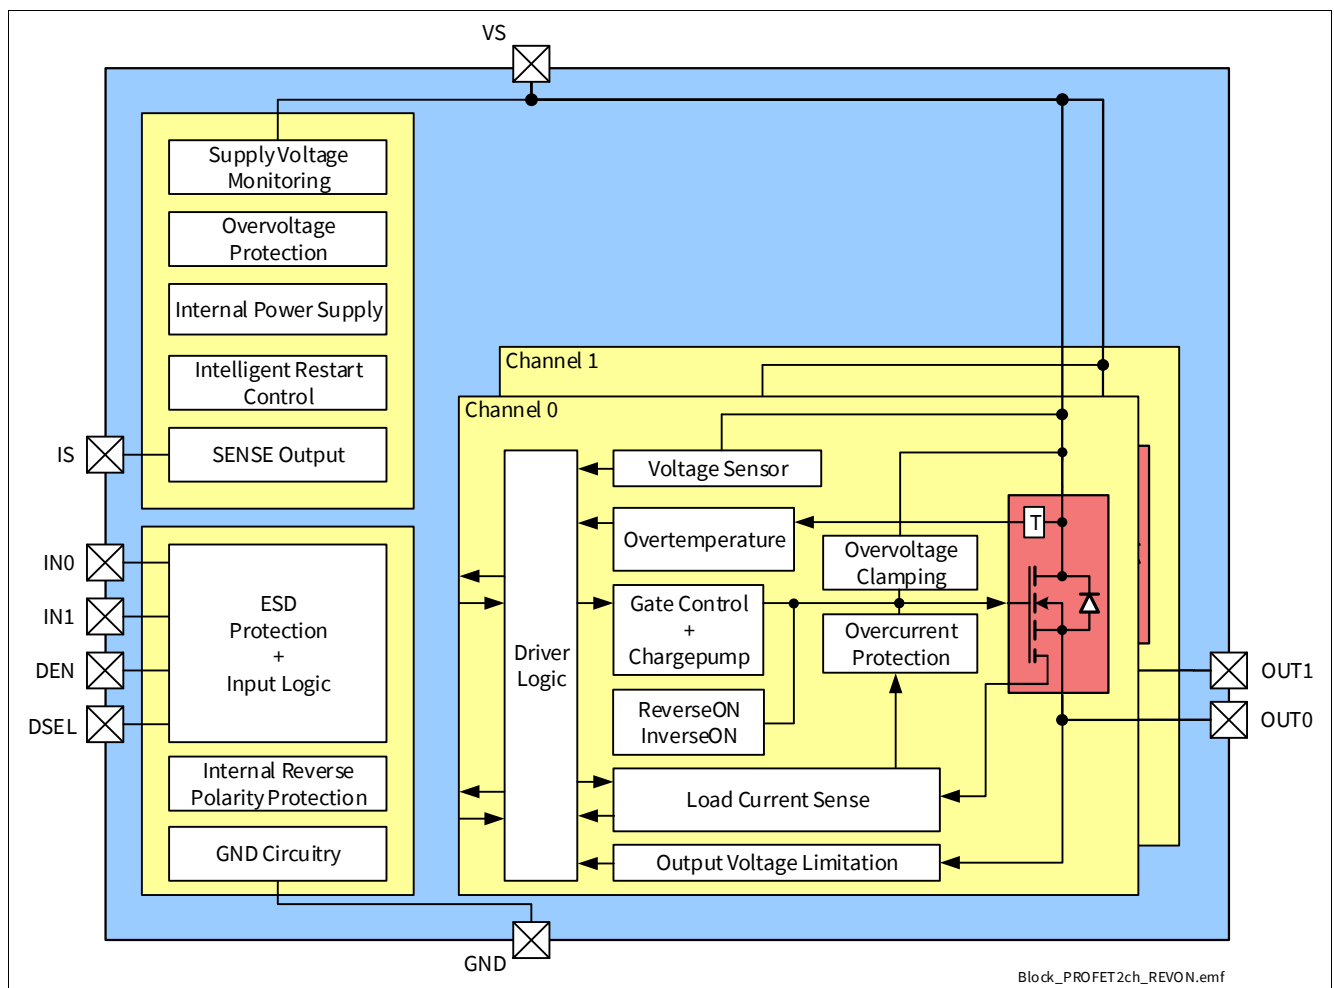 VS
Supply Voltage
Monitoring
Overvoltage
Protection
Internal Power Supply
Intelligent Restart
Control
SENSE Output
IS
IN0
IN1
DEN
DSEL
ESD
Protection
+
Input Logic
Internal Reverse
Polarity Protection
GND Circuitry
GND
Channel 1
Channel 0
Driver
Logic
Voltage Sensor
Overtemperature
Overvoltage
Clamping
T
Gate Control
+
Chargepump
Overcurrent
Protection
ReverseON
InverseON
Load Current Sense
Output Voltage Limitation
OUT1
OUT0
Block_PROFET2ch_REVON.emf